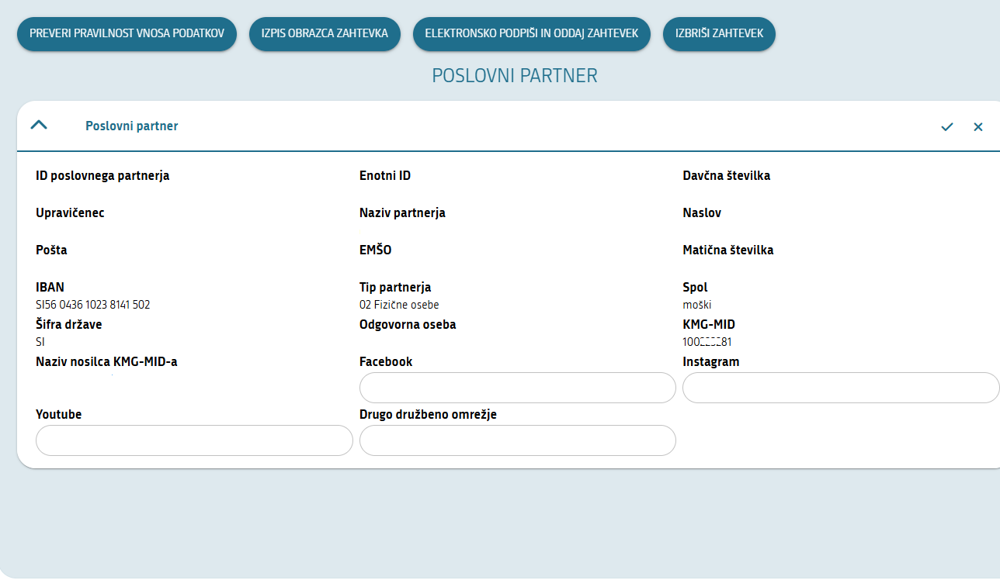 PREVERI PRAVILNOST VNOSA PODATKOV IZPIS OBRAZCA ZAHTEVKA ELEKTRONSKO PODPIŠI IN ODDAJ ZAHTEVEK IZBRIŠI ZAHTEVEK
POSLOVNI PARTNER
Poslovni partner
ID poslovnega partnerja Enotni ID Davčna številka
Upravičenec Naziv partnerja Naslov
Pošta EMŠO Matična številka
IBAN Tip partnerja Spol
SI56 0436 1023 8141 502 02 Fizične osebe moški
Šifra države Odgovorna oseba KMG-MID
SI
Naziv nosilca KMG-MID-a Facebook Instagram
Youtube Drugo družbeno omrežje